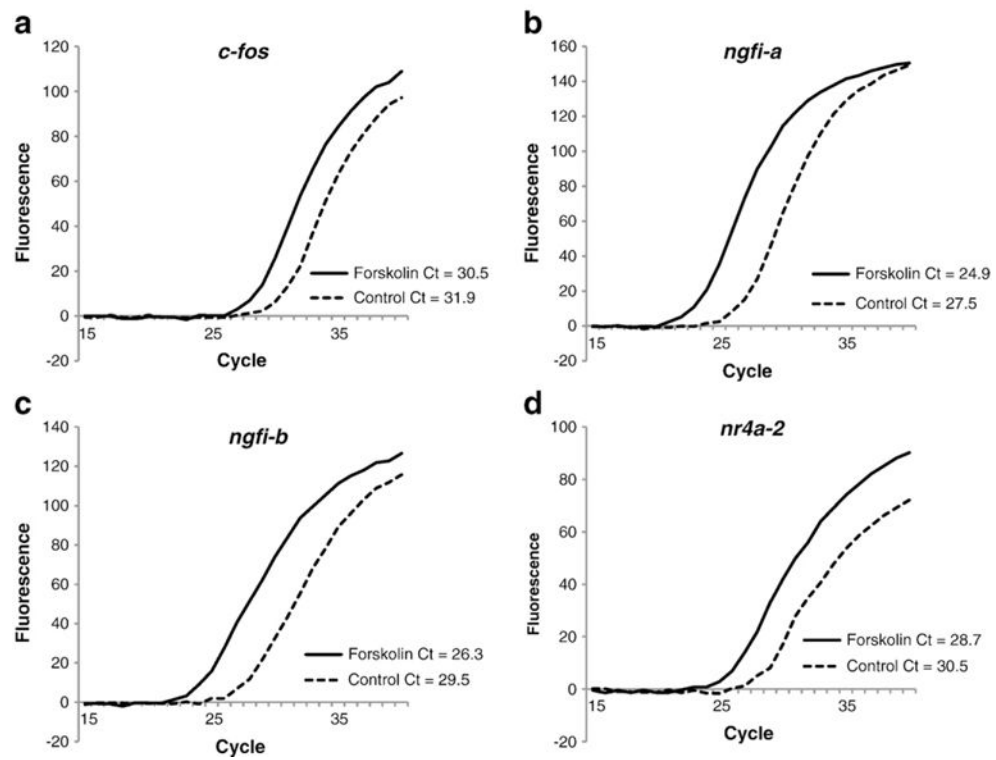 a
c-fos
120
100
80
60
40
20
0
-20
Fluorescence
15
25
35
Cycle
Forskolin Ct = 30.5
Control Ct = 31.9
b
ngfi-a
160
140
120
100
80
60
40
20
0
-20
Fluorescence
15
25
35
Cycle
Forskolin Ct = 24.9
Control Ct = 27.5
c
ngfi-b
140
120
100
80
60
40
20
0
-20
Fluorescence
15
25
35
Cycle
Forskolin Ct = 26.3
Control Ct = 29.5
d
nr4a-2
100
80
60
40
20
0
-20
Fluorescence
15
25
35
Cycle
Forskolin Ct = 28.7
Control Ct = 30.5